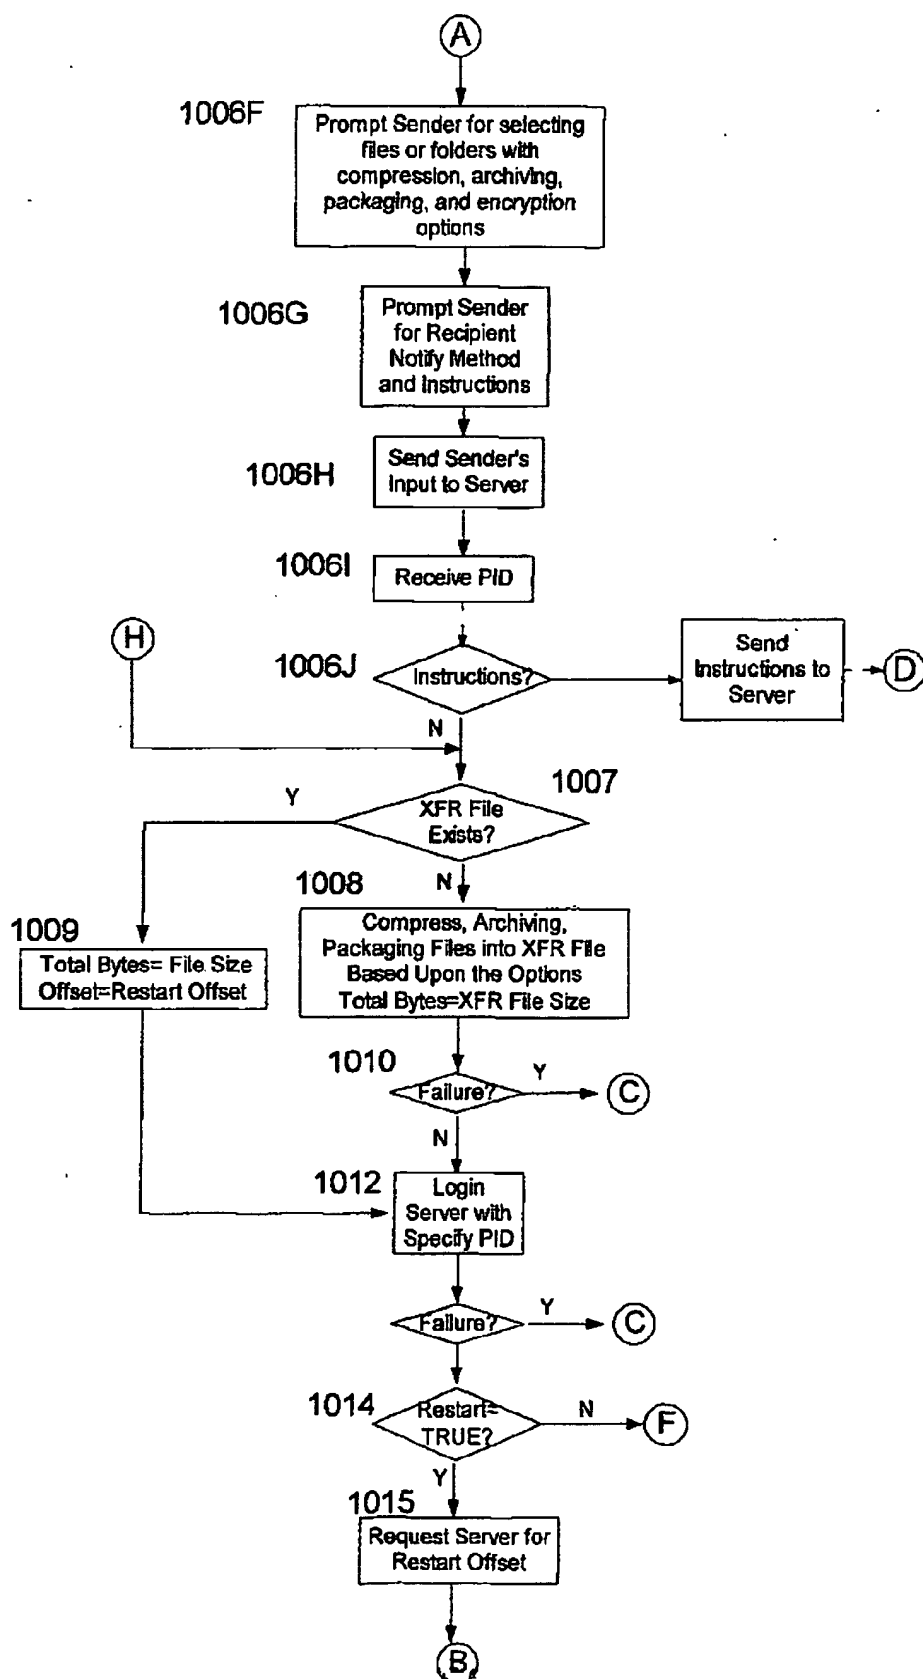 A
1006F
Prompt Sender for selecting
files or folders with
compression, archiving,
packaging, and encryption
options
1006G
Prompt Sender
for Recipient
Notify Method
and Instructions
1006H
Send Sender's
Input to Server
1006I
Receive PID
H
1006J
Instructions?
Send
Instructions to
Server
D
N
1007
Y
XFR File
Exists?
N
1008
Compress, Archiving,
Packaging Files into XFR File
Based Upon the Options
Total Bytes=XFR File Size
1009
Total Bytes= File Size
Offset=Restart Offset
1010
Failure?
Y
C
N
1012
Login
Server with
Specify PID
Failure?
Y
C
1014
Restart=
TRUE?
N
F
Y
1015
Request Server for
Restart Offset
B